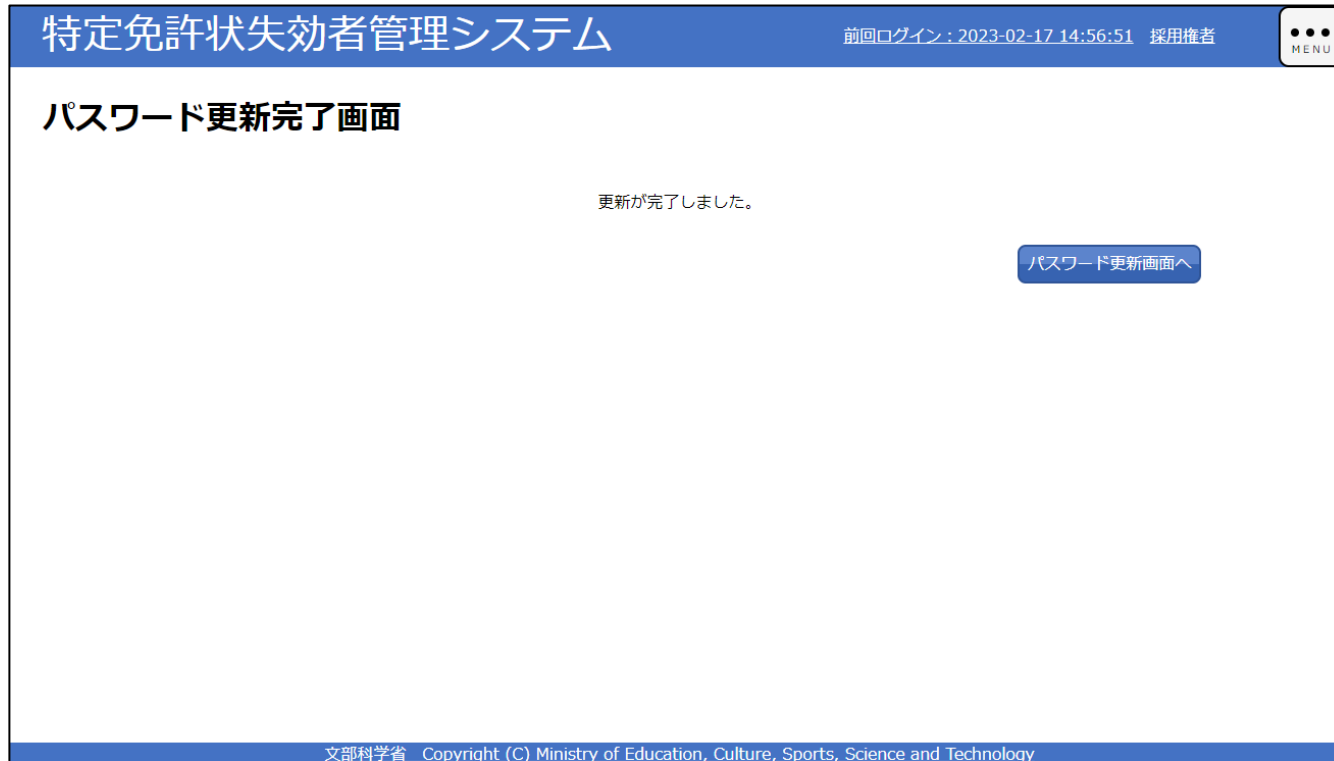 特定免許状失効者管理システム
前回ログイン：2023-02-17 14:56:51 採用権者
MENU
パスワード更新完了画面
更新が完了しました。
パスワード更新画面へ
文部科学省 Copyright (C) Ministry of Education, Culture, Sports, Science and Technology